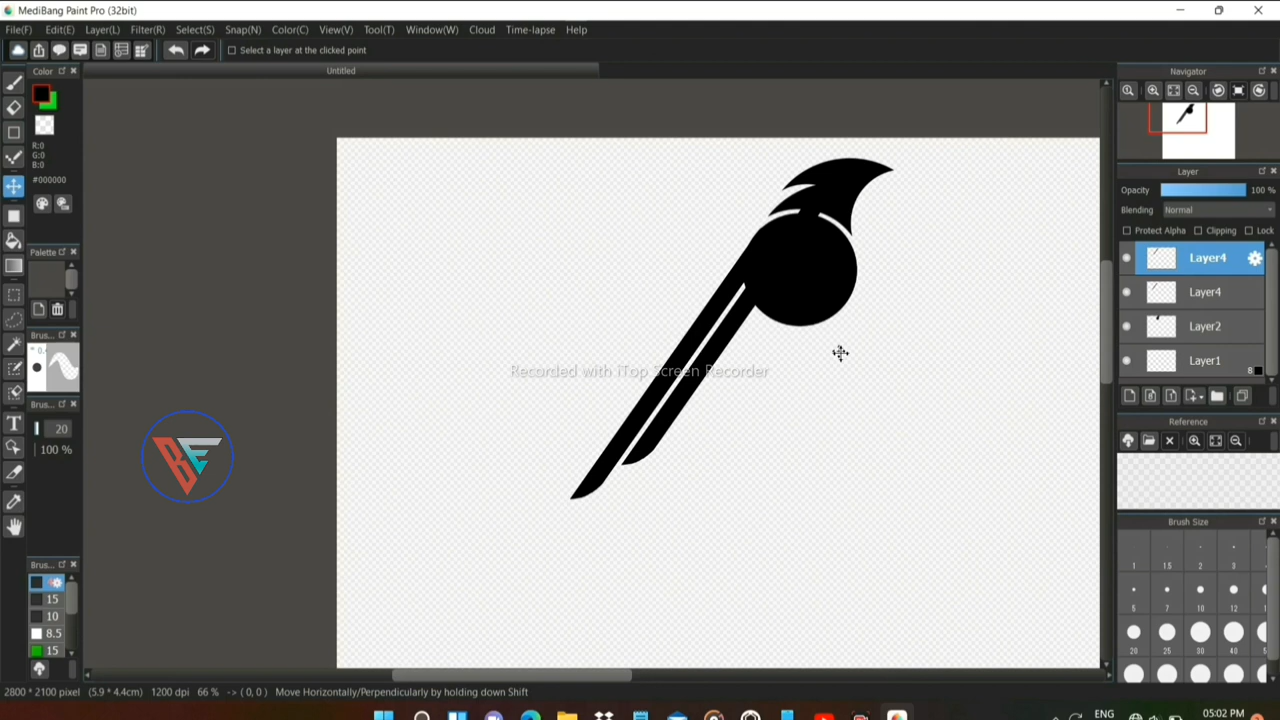 MediBang Paint Pro (32bit)
File(F) Edit(E) Layer(L) Filter(R) Select(S) Snap(N) Color(C) View(V) Tool(T) Window(W) Cloud Time-lapse Help
Select a layer at the clicked point
Color
Untitled
Navigator
R:0
G:0
B:0
#000000
Layer
Opacity 100 %
Blending Normal
Protect Alpha Clipping Lock
Palette
Layer4
Layer4
Brus...
Layer2
Layer1
8
Recorded with iTop Screen Recorder
Brus...
20
100 %
Reference
Brush Size
1 1.5 2 3
5 7 10 12
20 25 30 40
Brus...
15
10
8.5
15
2800 * 2100 pixel (5.9 * 4.4cm) 1200 dpi 66 % -> ( 0, 0 ) Move Horizontally/Perpendicularly by holding down Shift
ENG
05:02 PM